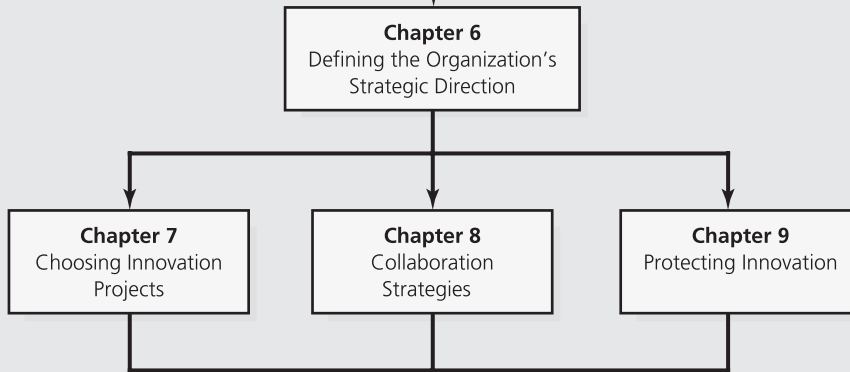 Chapter 6
Defining the Organization's
Strategic Direction
Chapter 7
Choosing Innovation
Projects
Chapter 8
Collaboration
Strategies
Chapter 9
Protecting Innovation